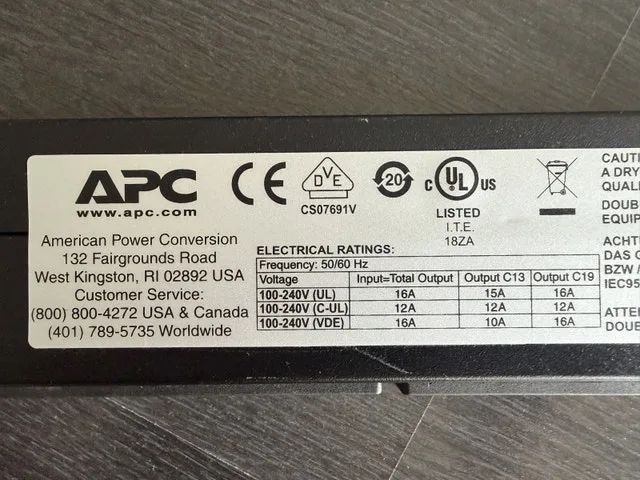 APC
www.apc.com
American Power Conversion
132 Fairgrounds Road
West Kingston, RI 02892 USA
Customer Service:
(800) 800-4272 USA & Canada
(401) 789-5735 Worldwide
CE
DVE
CS07691V
20
C UL US
LISTED
I.T.E.
18ZA
ELECTRICAL RATINGS:
Frequency: 50/60 Hz
Voltage Input=Total Output Output C13 Output C19
100-240V (UL) 16A 15A 16A
100-240V (C-UL) 12A 12A 12A
100-240V (VDE) 16A 10A 16A
CAUTI
A DRY
QUALI
DOUB
EQUIP
ACHT
DAS G
BZW A
IEC95
ATTE
DOUB